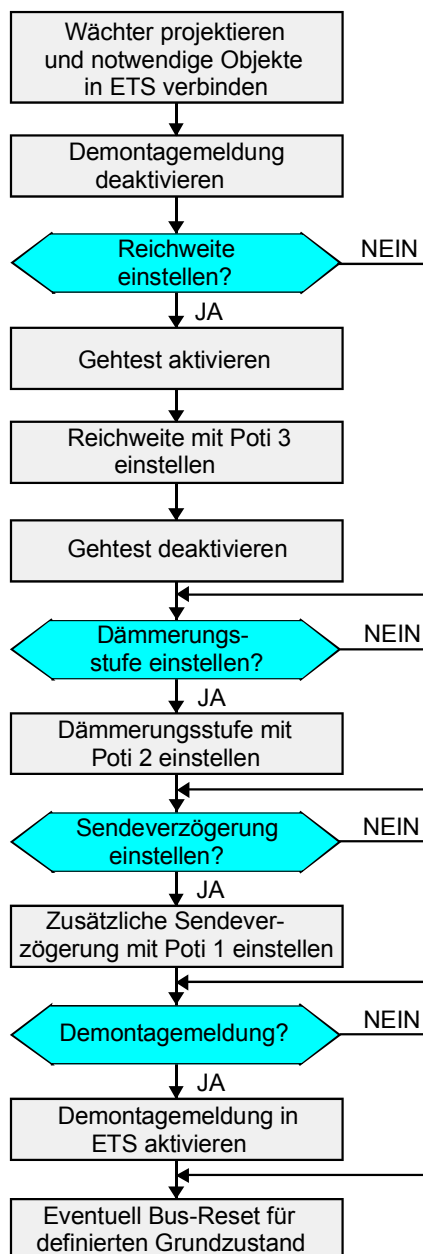 Wächter projektieren
und notwendige Objekte
in ETS verbinden
Demontagemeldung
deaktivieren
Reichweite
einstellen?
NEIN
JA
Gehtest aktivieren
Reichweite mit Poti 3
einstellen
Gehtest deaktivieren
Dämmerungs-
stufe einstellen?
NEIN
JA
Dämmerungsstufe mit
Poti 2 einstellen
Sendeverzögerung
einstellen?
NEIN
JA
Zusätzliche Sendever-
zögerung mit Poti 1 einstellen
Demontagemeldung?
NEIN
JA
Demontagemeldung in
ETS aktivieren
Eventuell Bus-Reset für
definierten Grundzustand